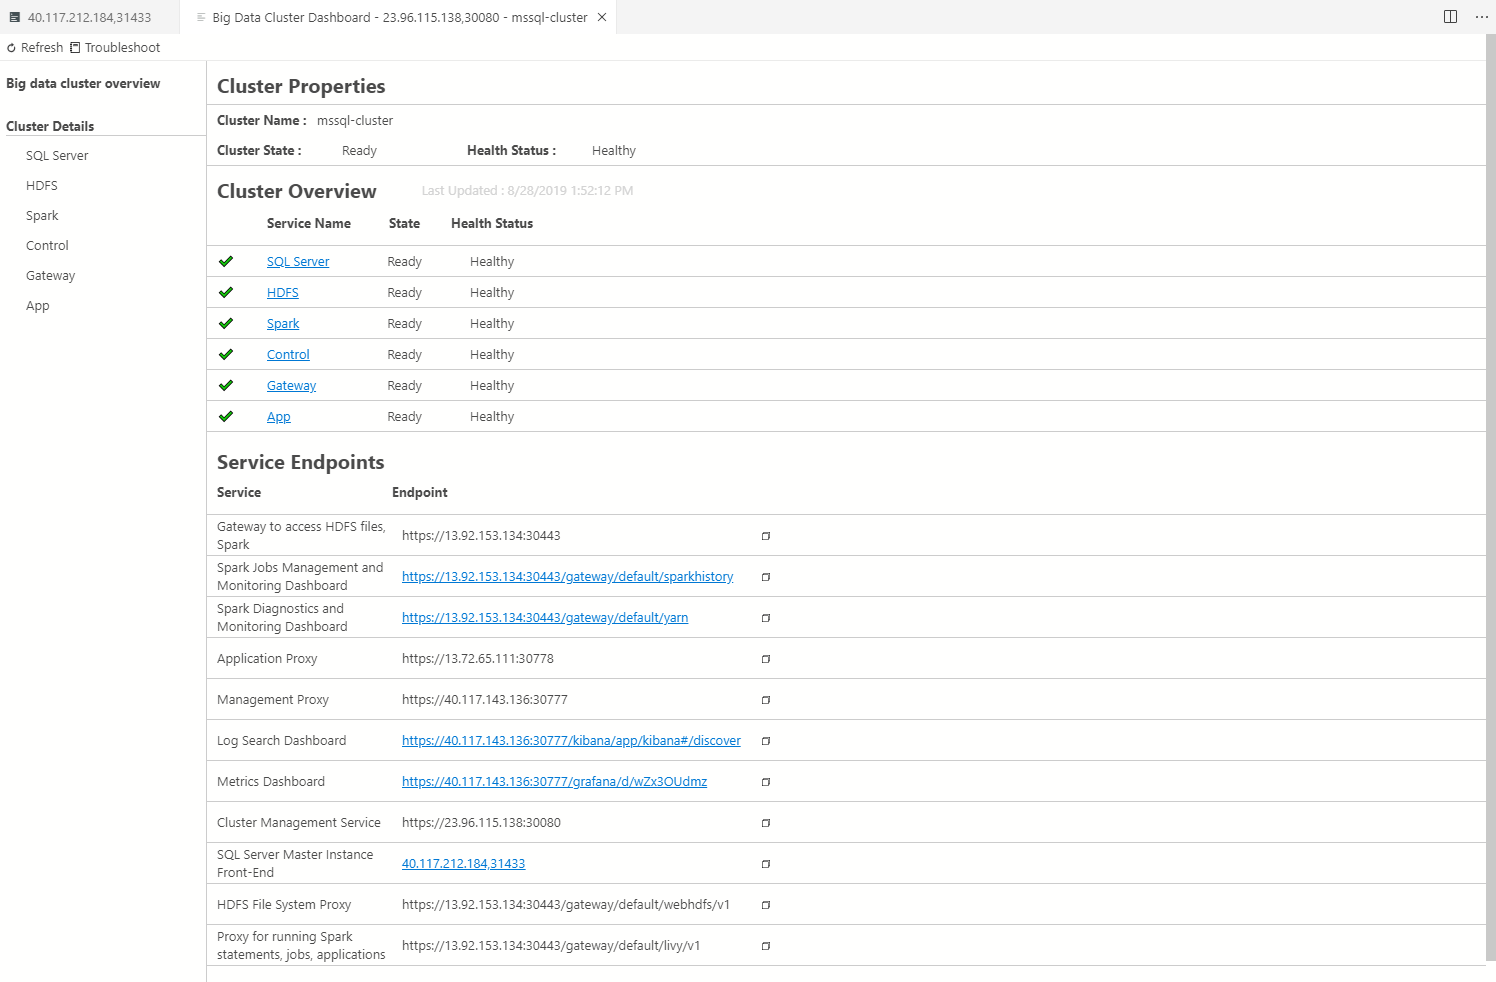 40.117.212.184,31433
Big Data Cluster Dashboard - 23.96.115.138,30080 - mssql-cluster
Refresh Troubleshoot
Big data cluster overview
Cluster Details
SQL Server
HDFS
Spark
Control
Gateway
App
Cluster Properties
Cluster Name : mssql-cluster
Cluster State : Ready Health Status : Healthy
Cluster Overview Last Updated : 8/28/2019 1:52:12 PM
Service Name State Health Status
SQL Server Ready Healthy
HDFS Ready Healthy
Spark Ready Healthy
Control Ready Healthy
Gateway Ready Healthy
App Ready Healthy
Service Endpoints
Service Endpoint
Gateway to access HDFS files,
Spark
https://13.92.153.134:30443
Spark Jobs Management and
Monitoring Dashboard
https://13.92.153.134:30443/gateway/default/sparkhistory
Spark Diagnostics and
Monitoring Dashboard
https://13.92.153.134:30443/gateway/default/yarn
Application Proxy https://13.72.65.111:30778
Management Proxy https://40.117.143.136:30777
Log Search Dashboard https://40.117.143.136:30777/kibana/app/kibana#/discover
Metrics Dashboard https://40.117.143.136:30777/grafana/d/wZx3OUdmz
Cluster Management Service https://23.96.115.138:30080
SQL Server Master Instance
Front-End
40.117.212.184,31433
HDFS File System Proxy https://13.92.153.134:30443/gateway/default/webhdfs/v1
Proxy for running Spark
statements, jobs, applications
https://13.92.153.134:30443/gateway/default/livy/v1